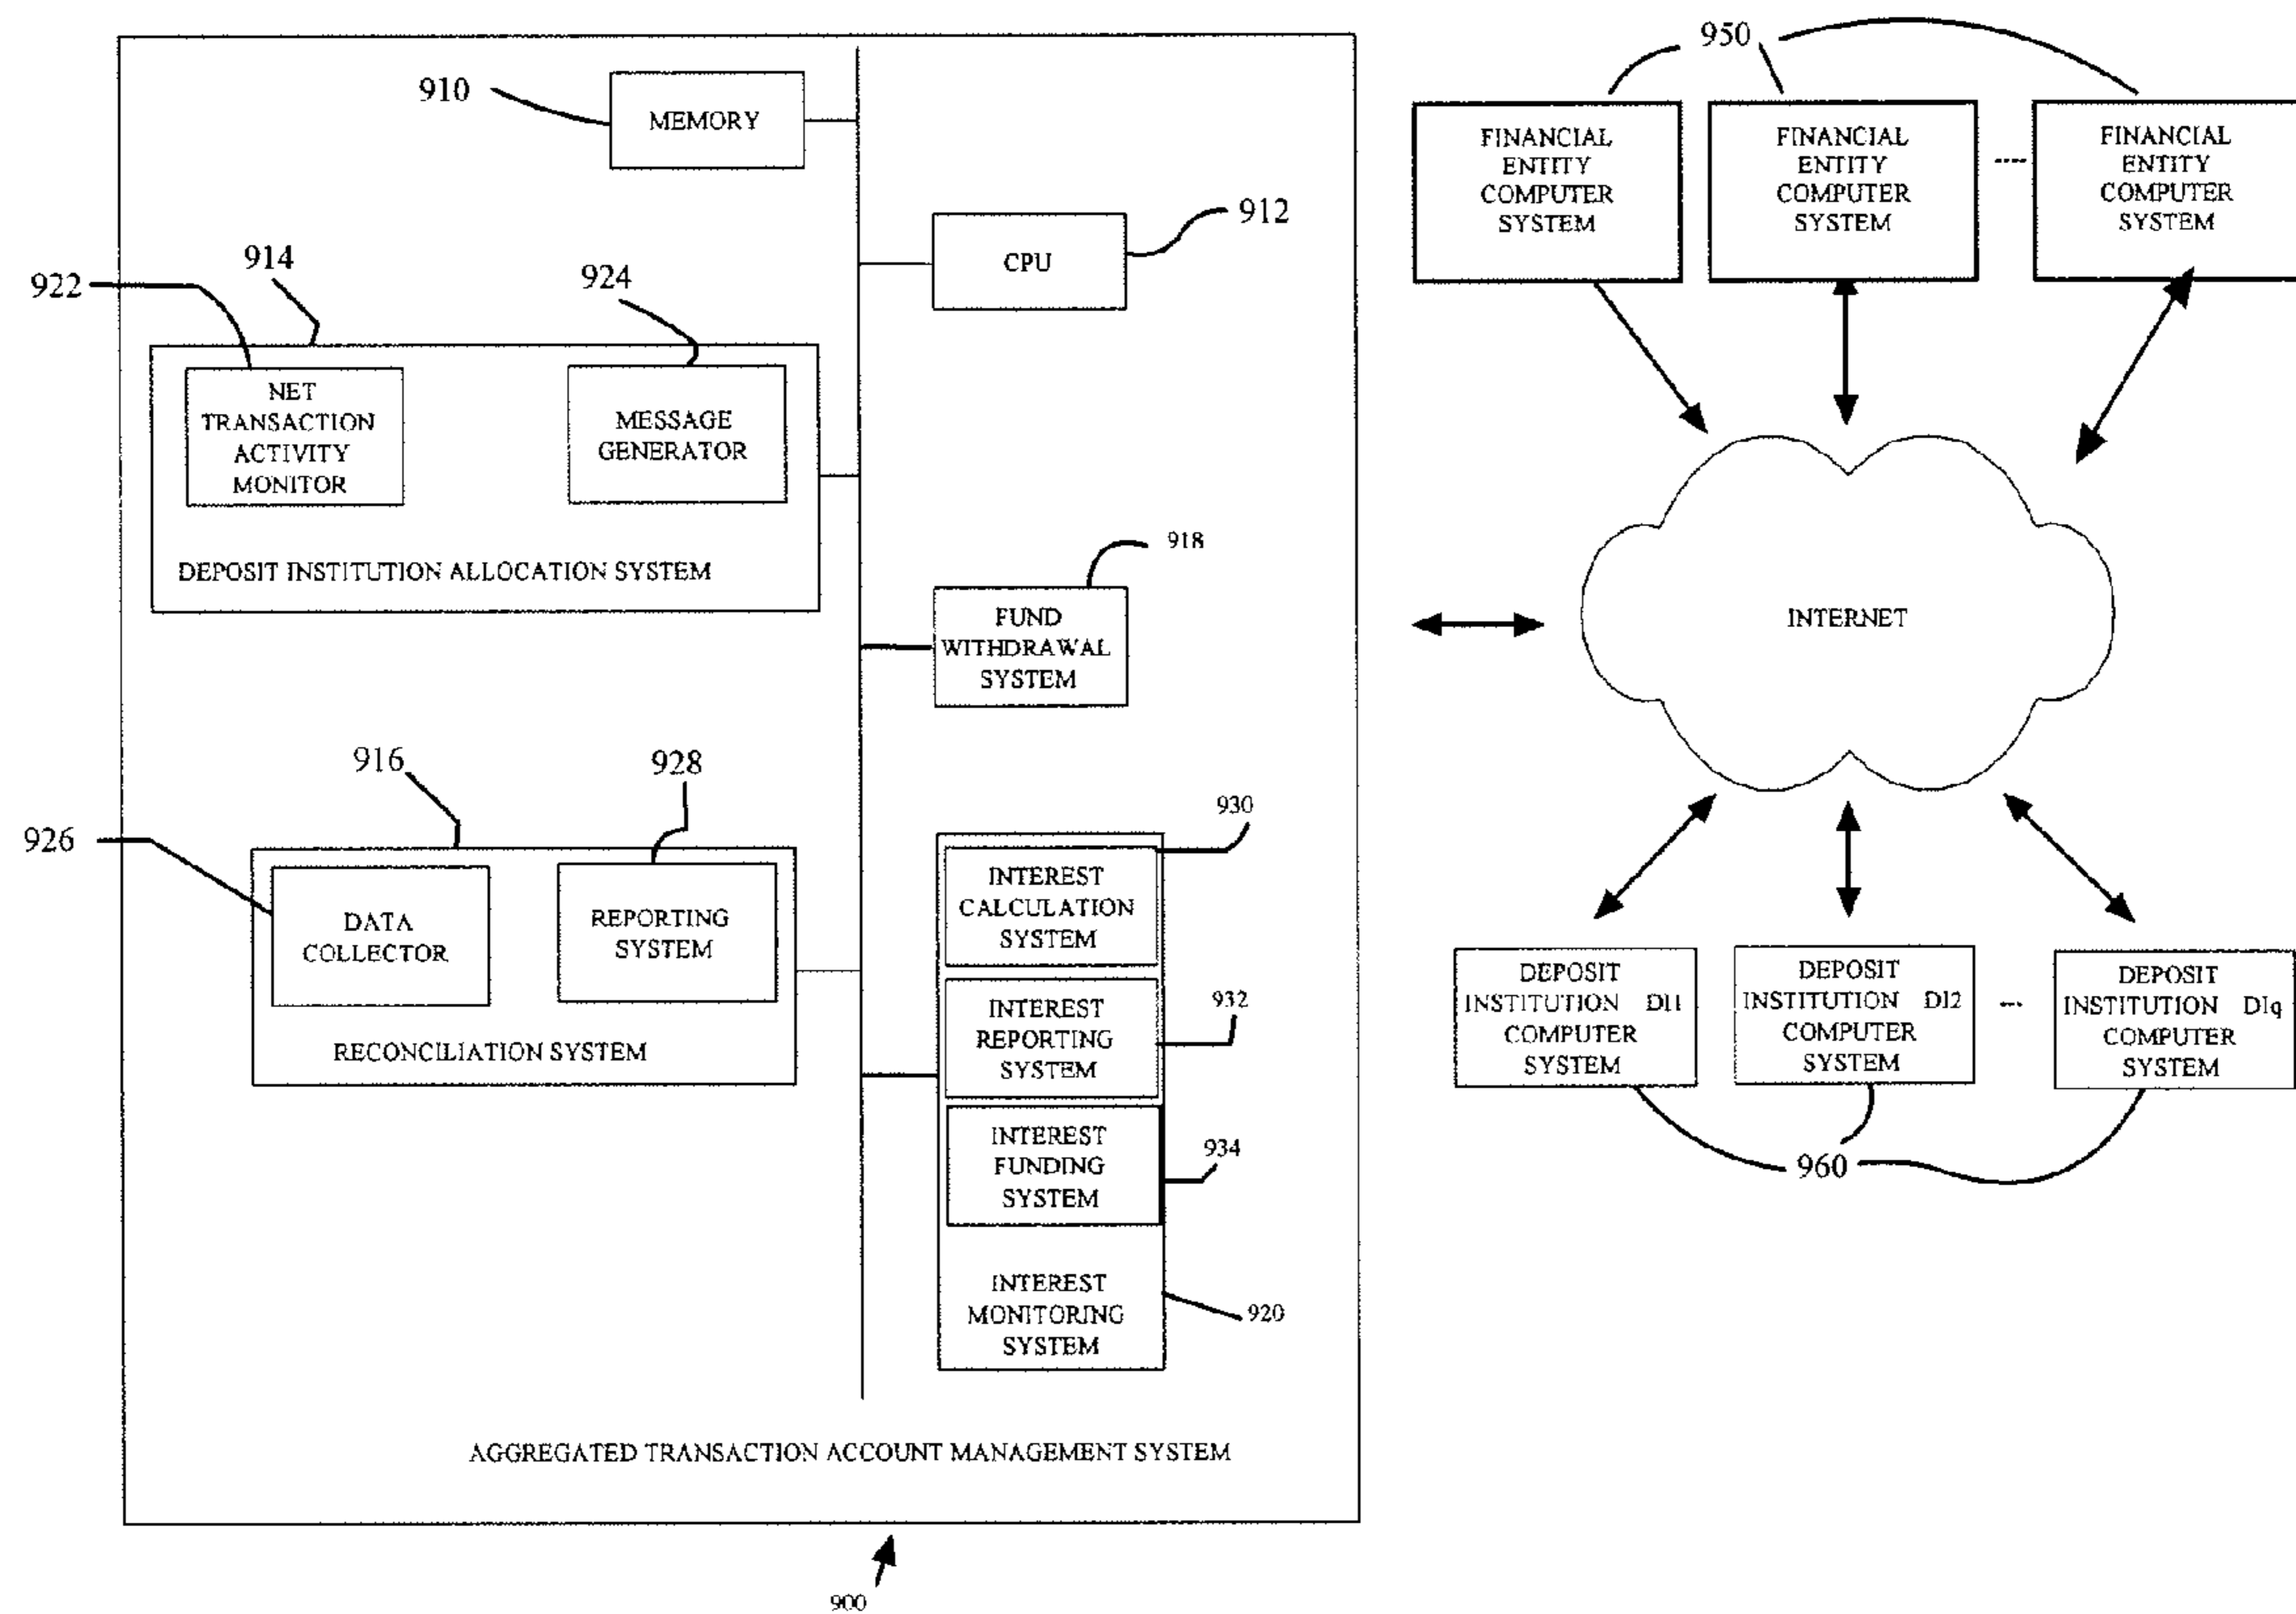 910
MEMORY
912
CPU
922
914
924
NET
TRANSACTION
ACTIVITY
MONITOR
MESSAGE
GENERATOR
DEPOSIT INSTITUTION ALLOCATION SYSTEM
918
FUND
WITHDRAWAL
SYSTEM
916
928
926
DATA
COLLECTOR
REPORTING
SYSTEM
RECONCILIATION SYSTEM
930
INTEREST
CALCULATION
SYSTEM
932
INTEREST
REPORTING
SYSTEM
934
INTEREST
FUNDING
SYSTEM
920
INTEREST
MONITORING
SYSTEM
AGGREGATED TRANSACTION ACCOUNT MANAGEMENT SYSTEM
900
950
FINANCIAL
ENTITY
COMPUTER
SYSTEM
FINANCIAL
ENTITY
COMPUTER
SYSTEM
....
FINANCIAL
ENTITY
COMPUTER
SYSTEM
INTERNET
DEPOSIT
INSTITUTION DI1
COMPUTER
SYSTEM
DEPOSIT
INSTITUTION DI2
COMPUTER
SYSTEM
...
DEPOSIT
INSTITUTION DIq
COMPUTER
SYSTEM
960